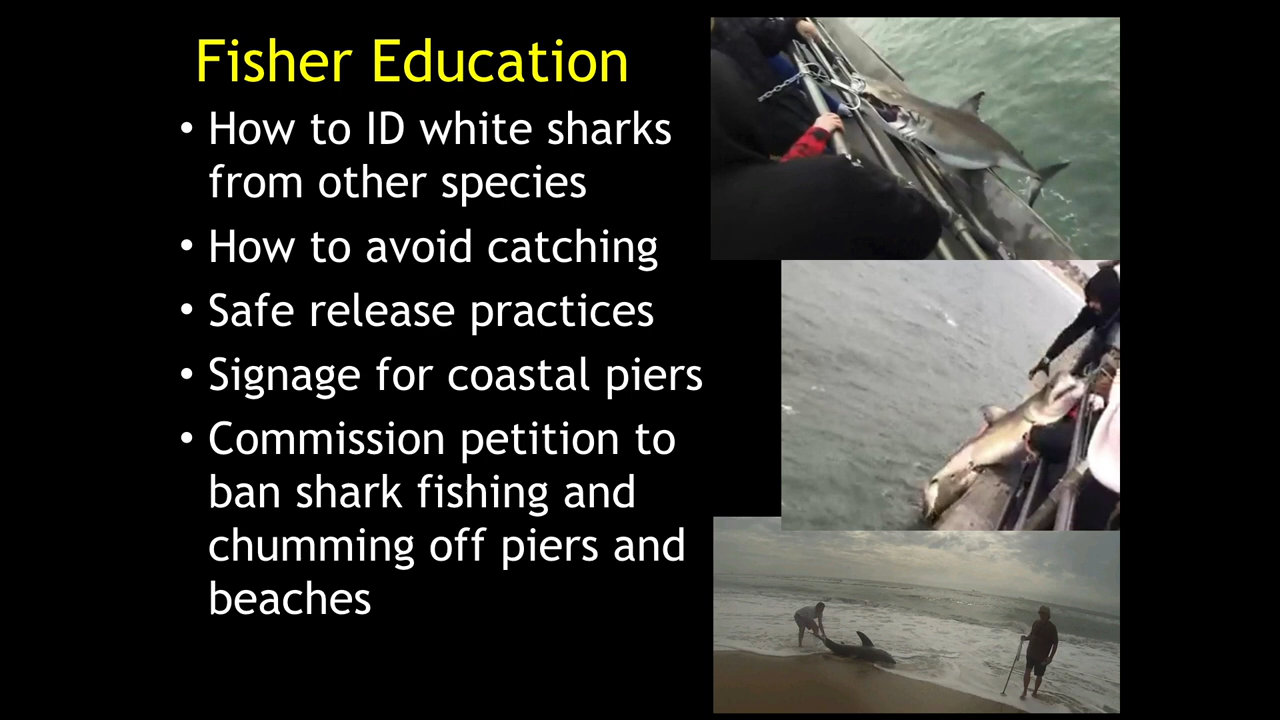 Fisher Education
• How to ID white sharks
from other species
• How to avoid catching
• Safe release practices
• Signage for coastal piers
• Commission petition to
ban shark fishing and
chumming off piers and
beaches